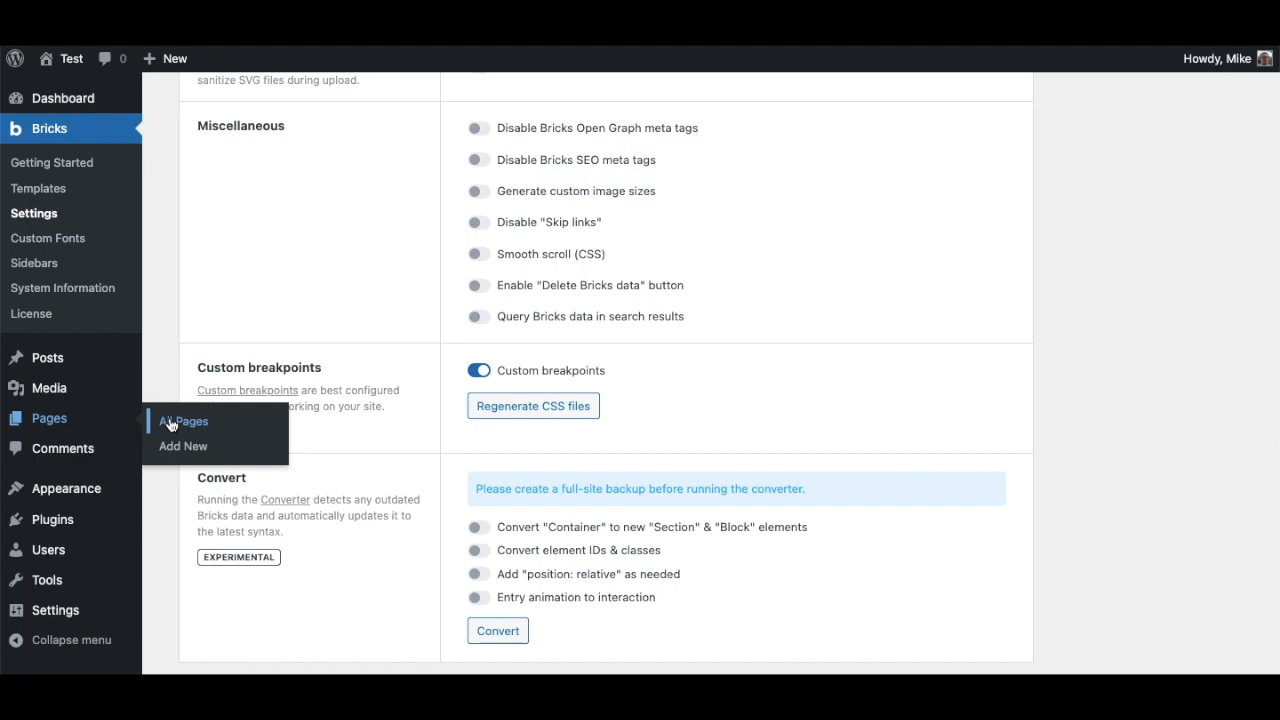 Test
0
New
Howdy, Mike
Dashboard
Bricks
Getting Started
Templates
Settings
Custom Fonts
Sidebars
System Information
License
Posts
Media
Pages
Comments
Appearance
Plugins
Users
Tools
Settings
Collapse menu
All Pages
Add New
sanitize SVG files during upload.
Miscellaneous
Disable Bricks Open Graph meta tags
Disable Bricks SEO meta tags
Generate custom image sizes
Disable "Skip links"
Smooth scroll (CSS)
Enable "Delete Bricks data" button
Query Bricks data in search results
Custom breakpoints
Custom breakpoints are best configured
orking on your site.
Custom breakpoints
Regenerate CSS files
Convert
Running the Converter detects any outdated
Bricks data and automatically updates it to
the latest syntax.
EXPERIMENTAL
Please create a full-site backup before running the converter.
Convert "Container" to new "Section" & "Block" elements
Convert element IDs & classes
Add "position: relative" as needed
Entry animation to interaction
Convert